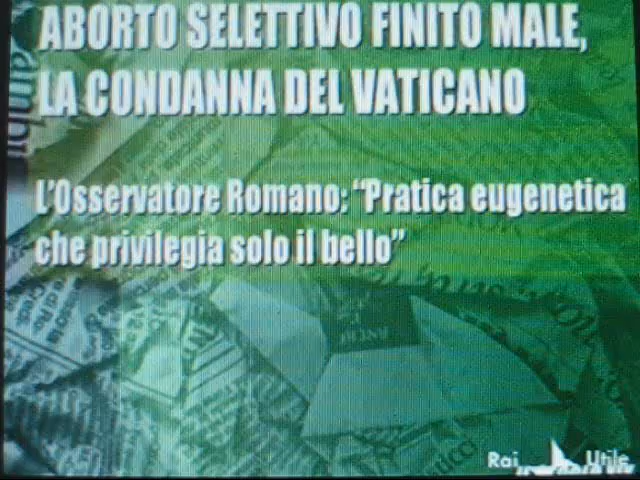 ABORTO SELETTIVO FINITO MALE,
LA CONDANNA DEL VATICANO
L'Osservatore Romano: "Pratica eugenetica
che privilegia solo il bello"
Rai Utile